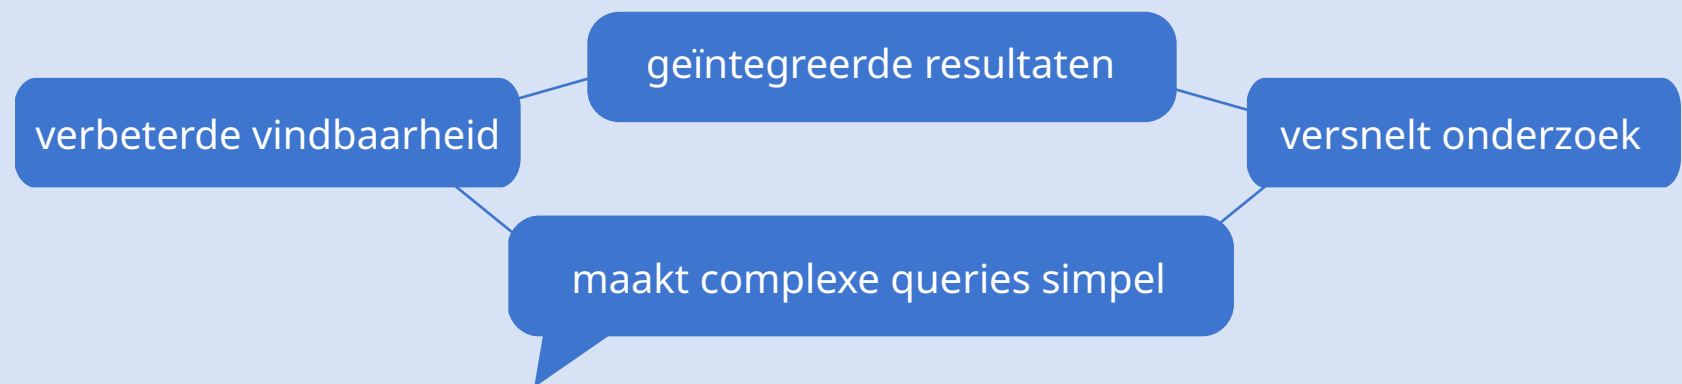 geïntegreerde resultaten
verbeterde vindbaarheid
versnelt onderzoek
maakt complexe queries simpel